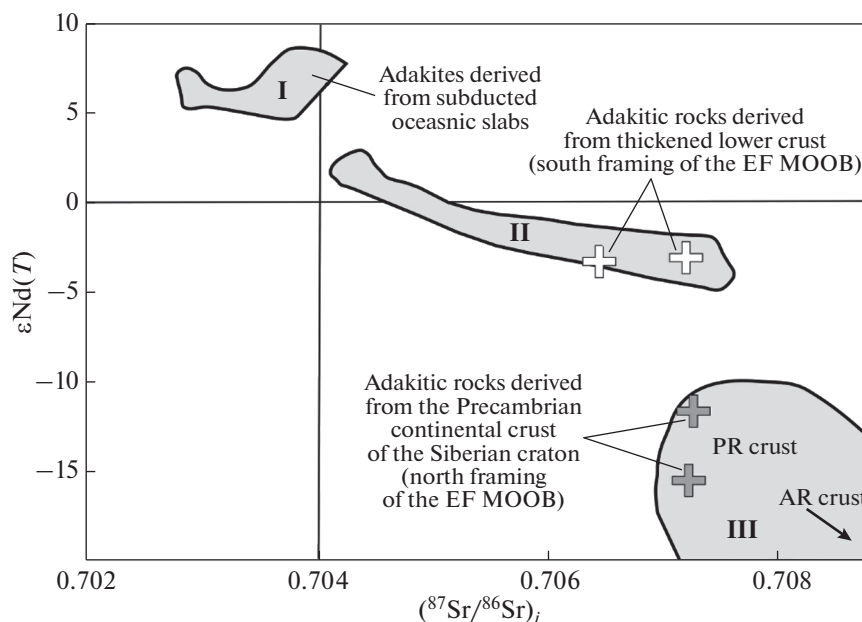 10
5
0
−5
−10
−15
εNd(T)
I
Adakites derived
from subducted
oceasnic slabs
Adakitic rocks derived
from thickened lower crust
(south framing of the EF MOOB)
II
Adakitic rocks derived
from the Precambrian
continental crust
of the Siberian craton
(north framing
of the EF MOOB)
PR crust
AR crust
III
0.702
0.704
0.706
0.708
(⁸⁷Sr/⁸⁶Sr)ᵢ